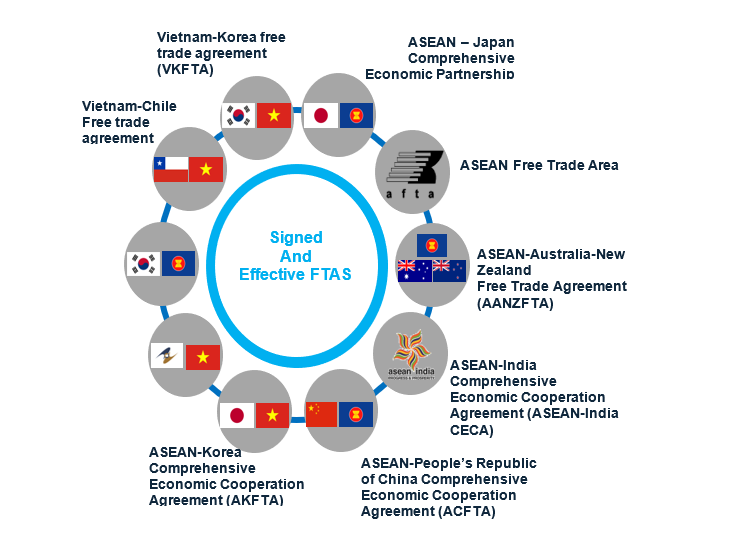 Vietnam-Korea free
trade agreement
(VKFTA)
ASEAN – Japan
Comprehensive
Economic Partnership
Vietnam-Chile
Free trade
agreement
ASEAN Free Trade Area
afta
Signed
And
Effective FTAS
ASEAN-Australia-New
Zealand
Free Trade Agreement
(AANZFTA)
asean india
PROGRESS & PROSPERITY
ASEAN-India
Comprehensive
Economic Cooperation
Agreement (ASEAN-India
CECA)
ASEAN-Korea
Comprehensive
Economic Cooperation
Agreement (AKFTA)
ASEAN-People’s Republic
of China Comprehensive
Economic Cooperation
Agreement (ACFTA)